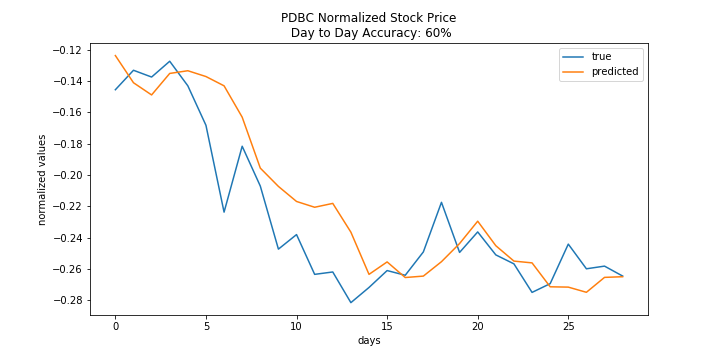 PDBC Normalized Stock Price
Day to Day Accuracy: 60%
true
predicted
normalized values
−0.12
−0.14
−0.16
−0.18
−0.20
−0.22
−0.24
−0.26
−0.28
0 5 10 15 20 25
days